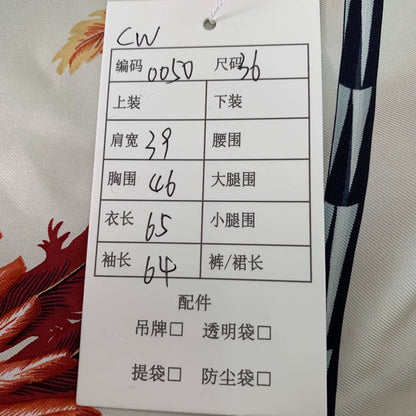 CW
编码 0050 尺码 36
上装 下装
肩宽 39 腰围
胸围 46 大腿围
衣长 65 小腿围
袖长 64 裤/裙长
配件
吊牌□ 透明袋□
提袋□ 防尘袋□